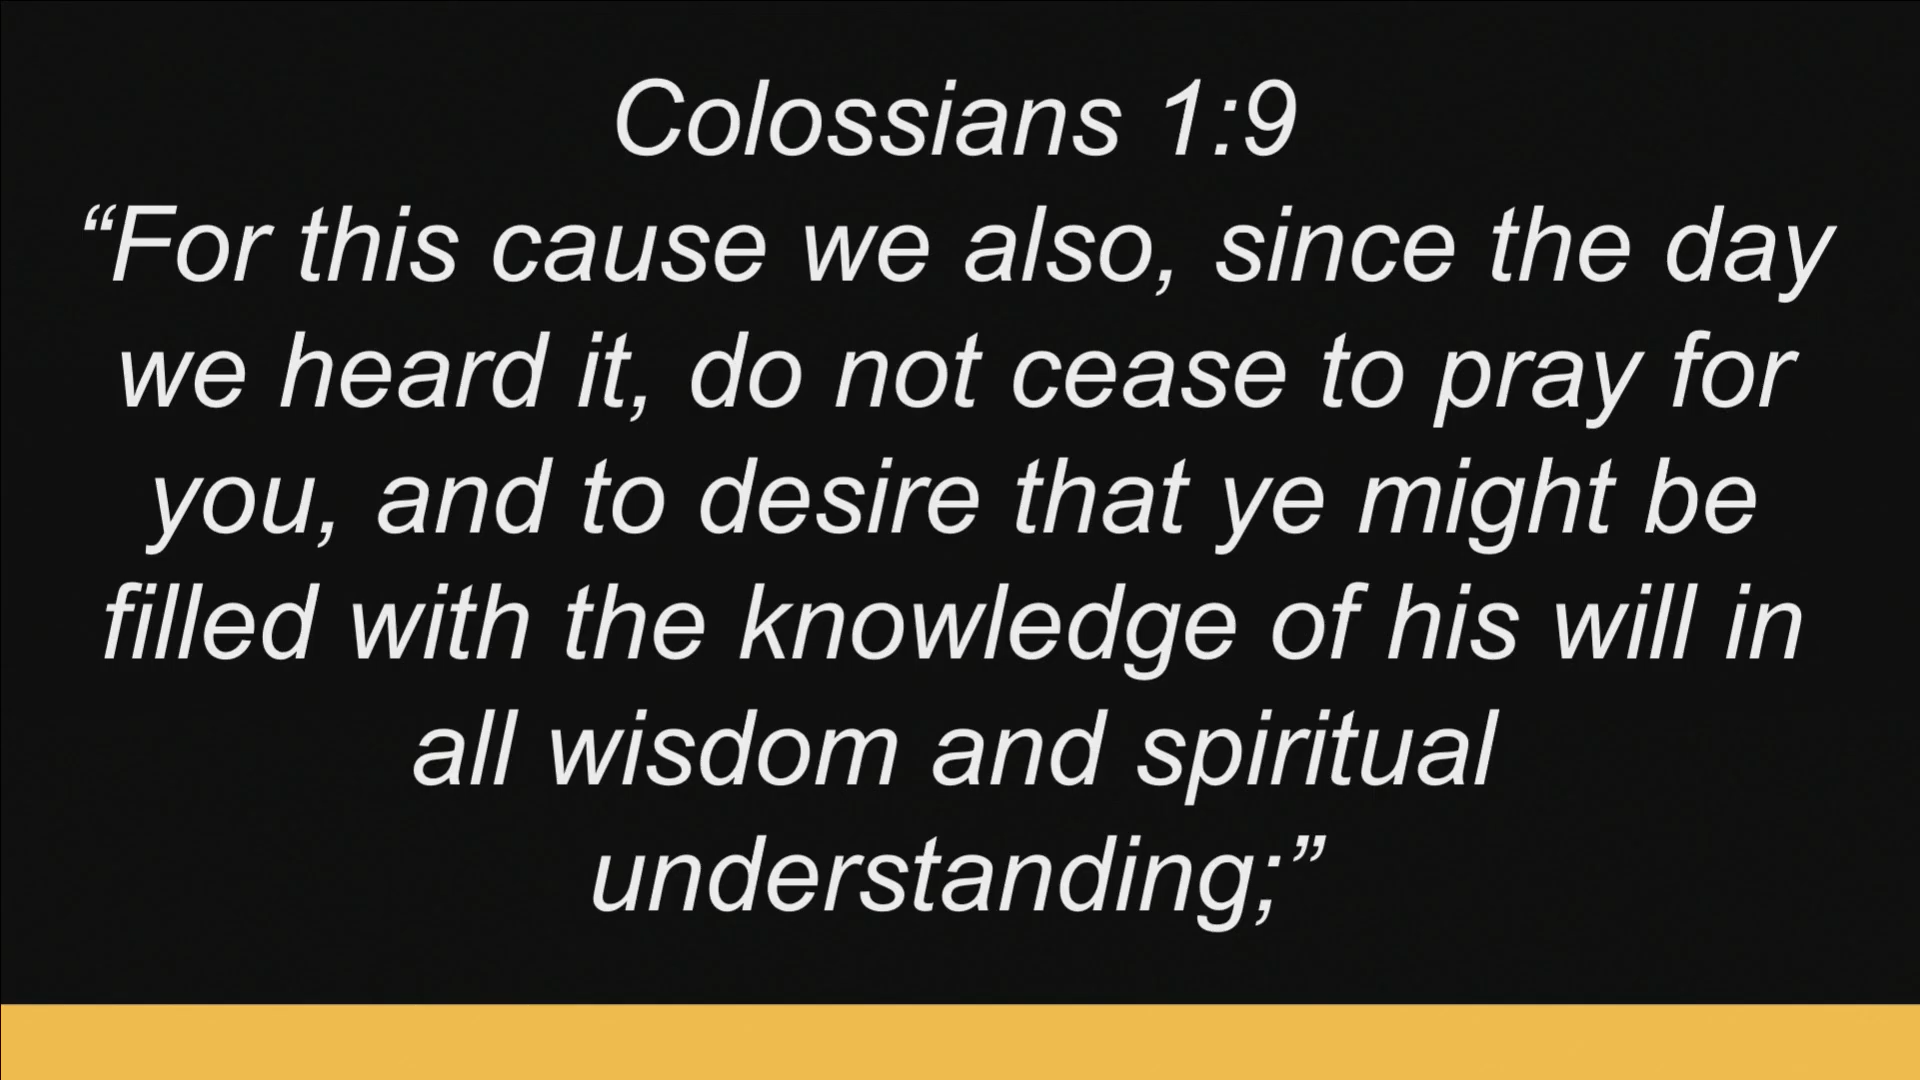 Colossians 1:9
“For this cause we also, since the day
we heard it, do not cease to pray for
you, and to desire that ye might be
filled with the knowledge of his will in
all wisdom and spiritual
understanding;”